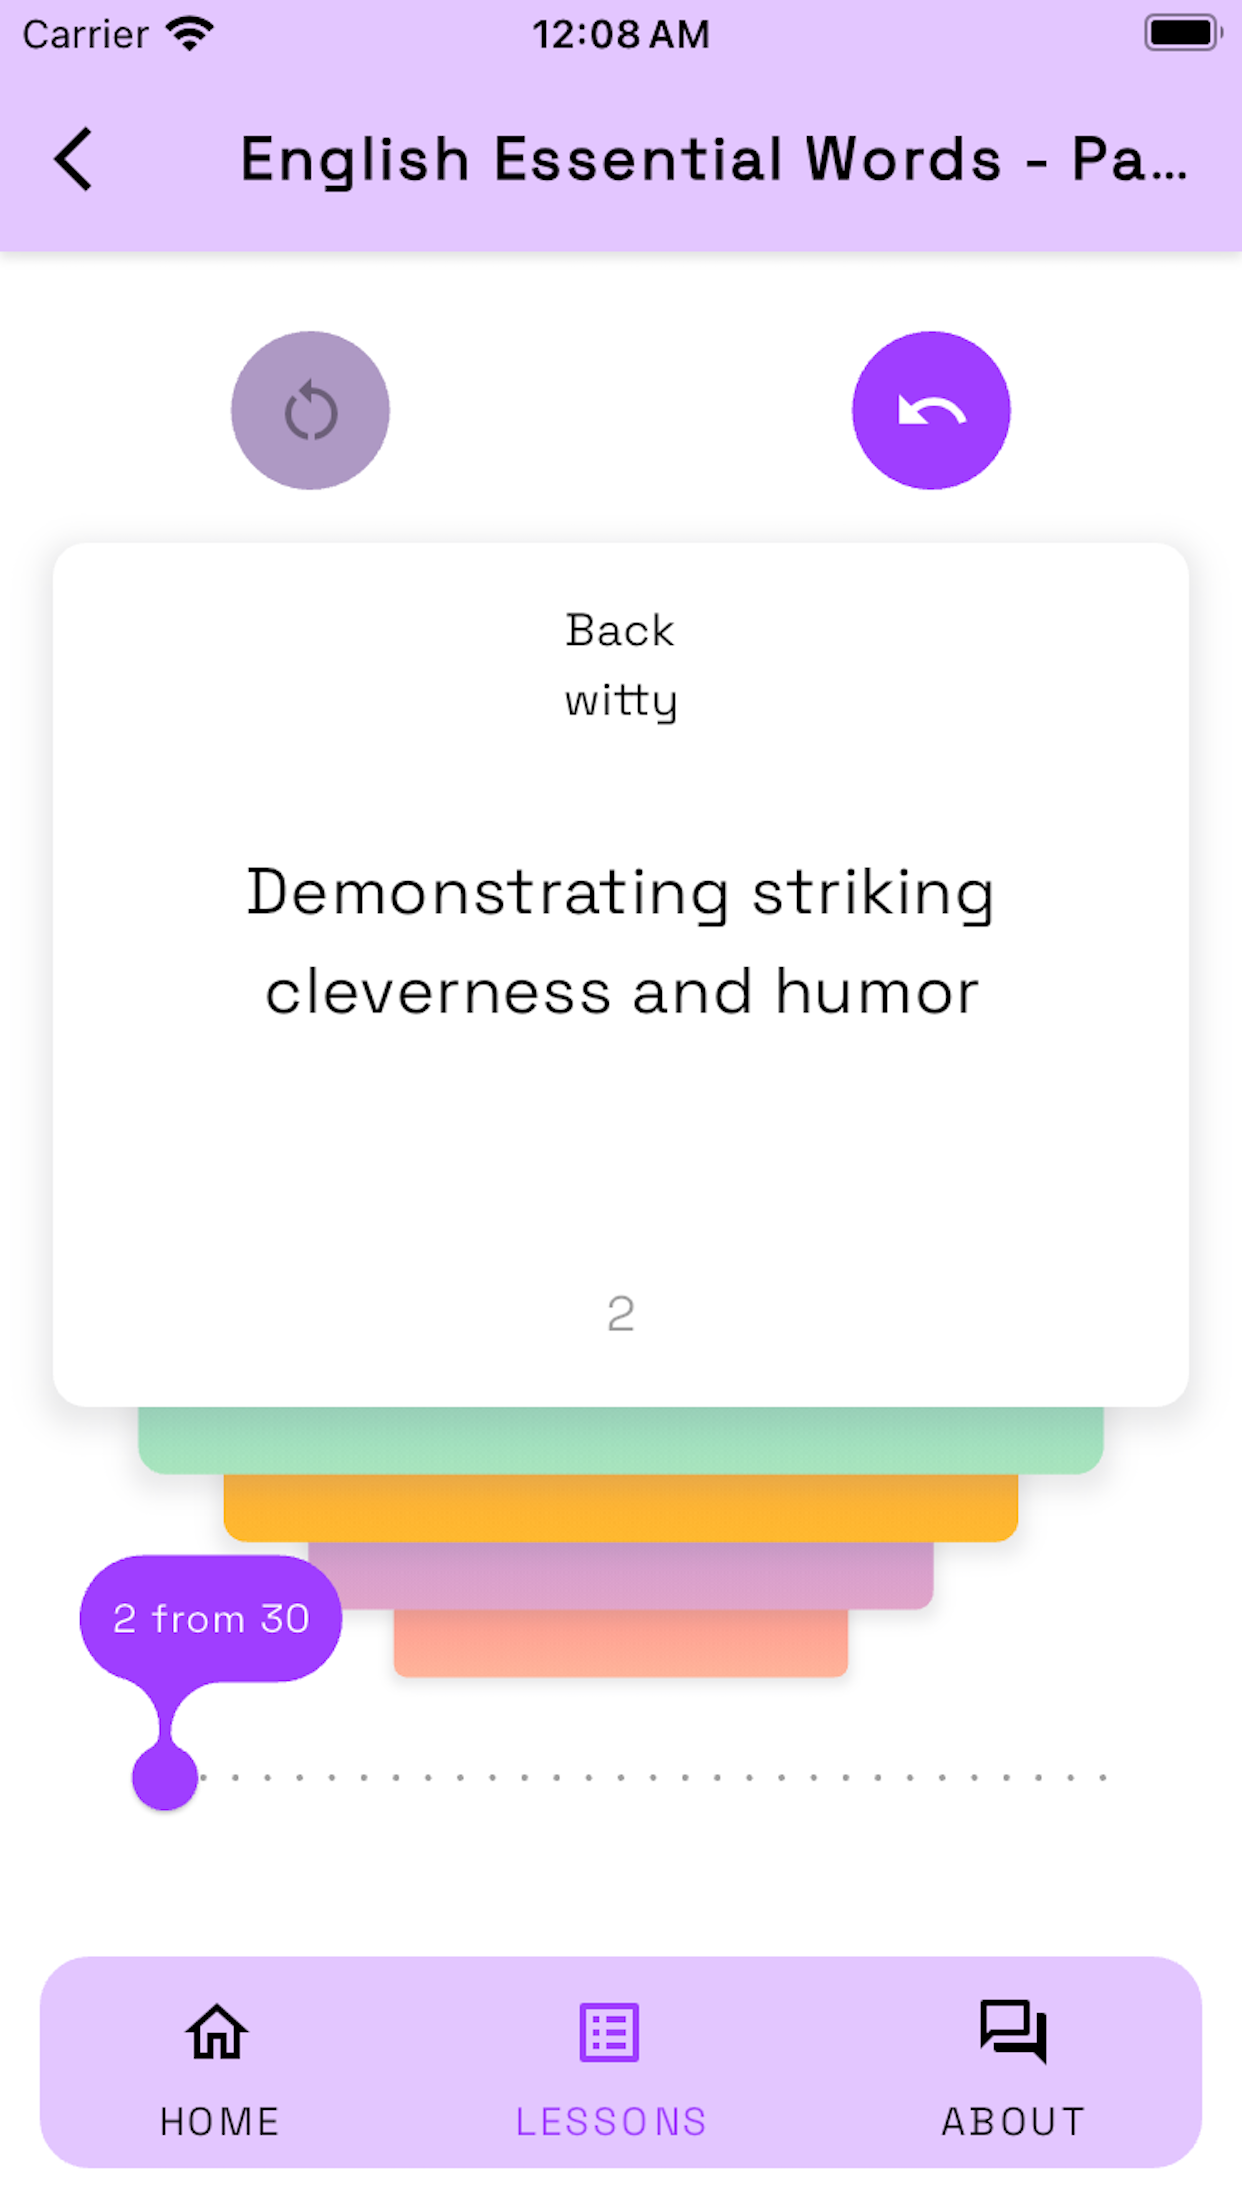 Carrier 12:08 AM
English Essential Words - Pa...
Back
witty
Demonstrating striking
cleverness and humor
2
2 from 30
HOME LESSONS ABOUT